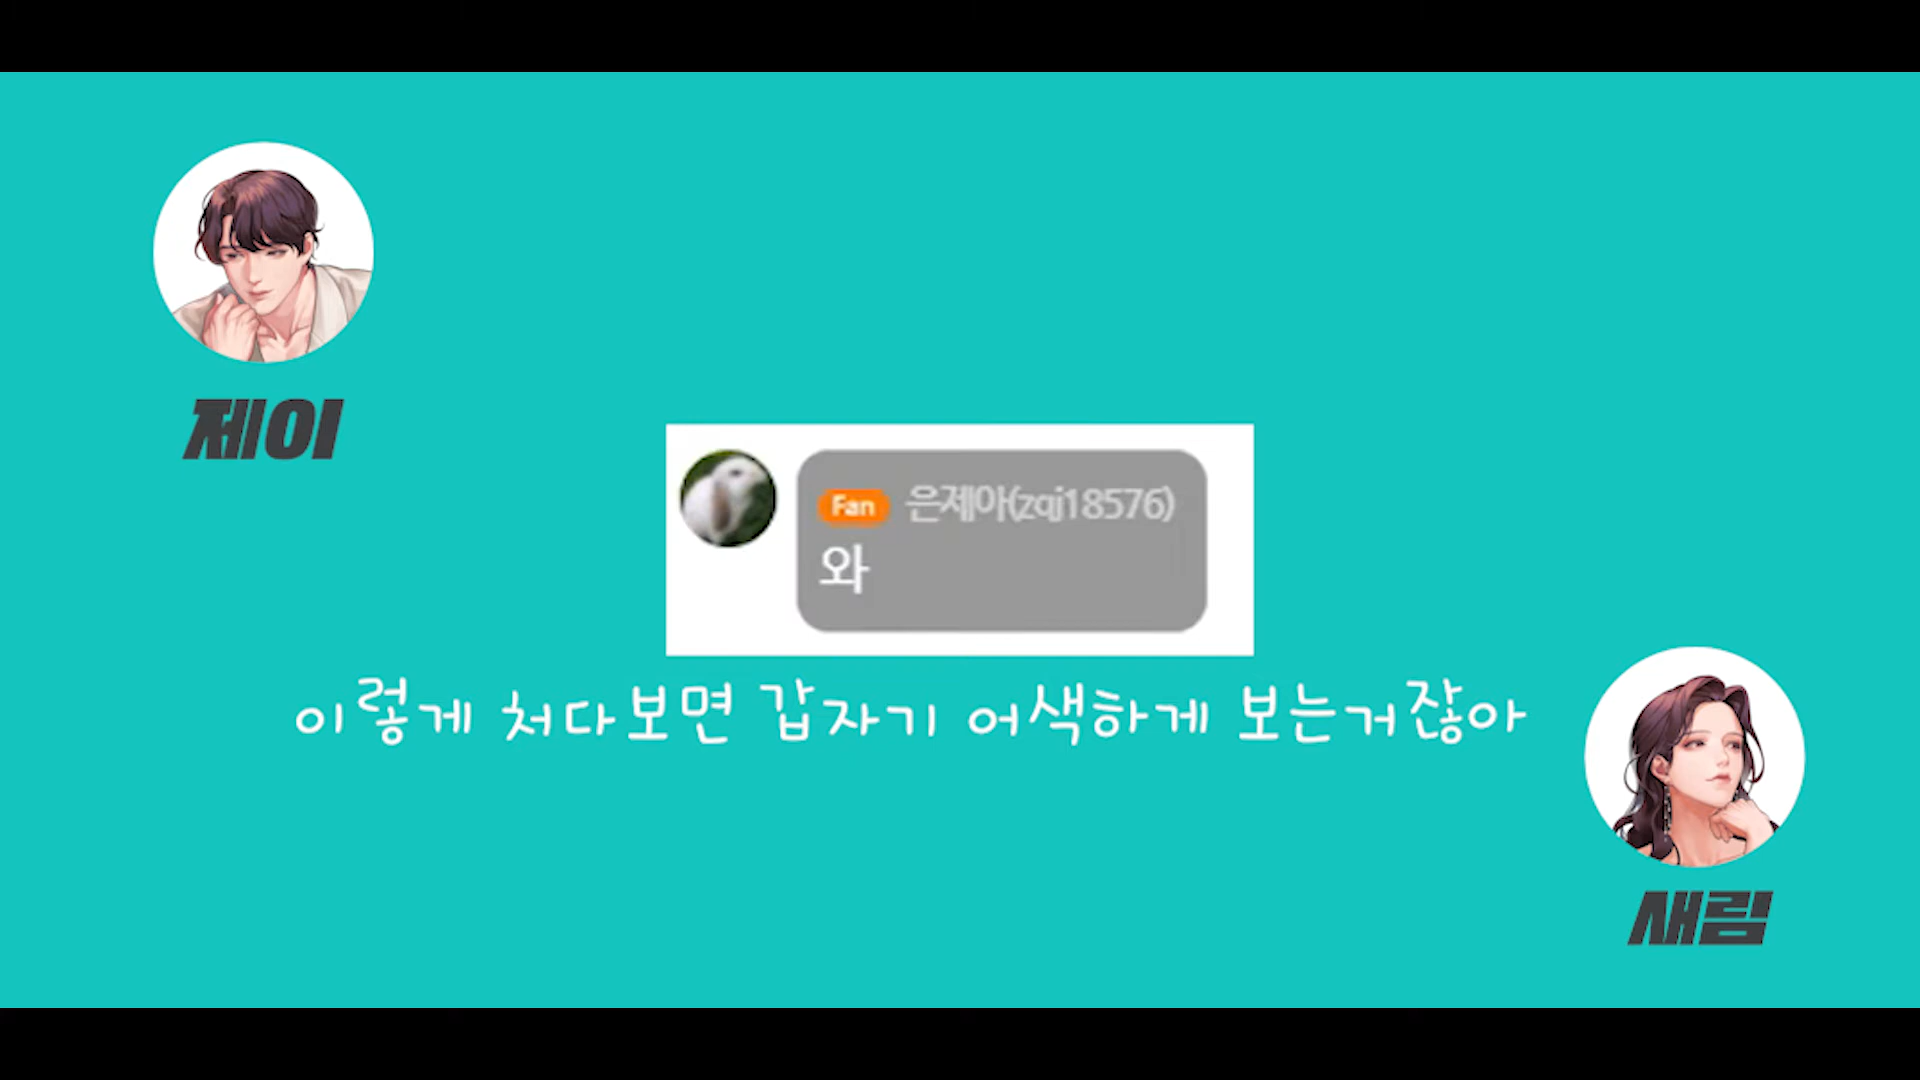 제이
Fan 은제아(zqj18576)
와
이렇게 처다보면 갑자기 어색하게 보는거잖아
새림